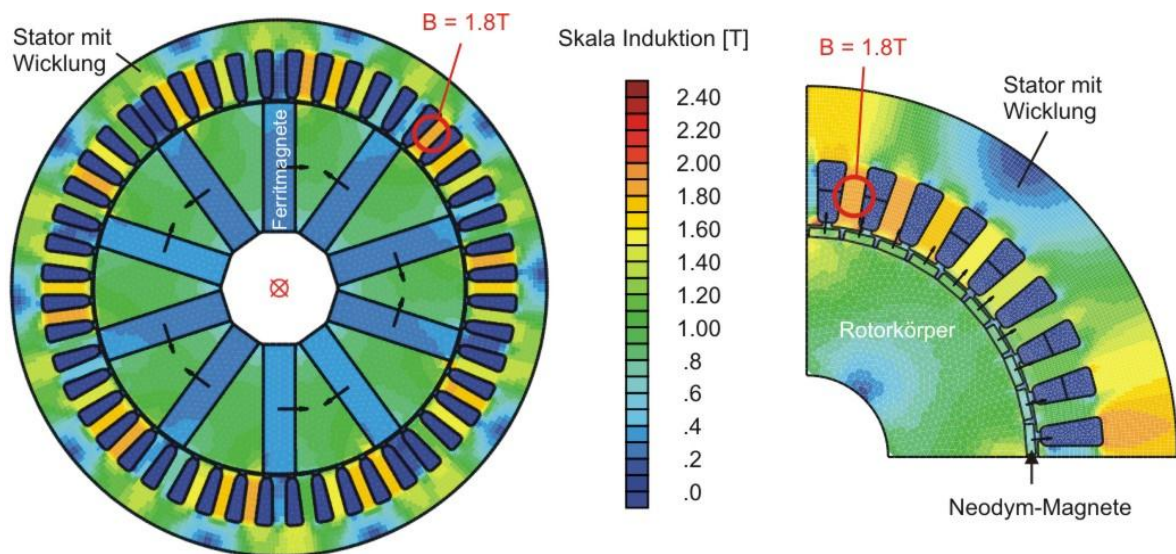 B = 1.8T
Stator mit
Wicklung
Ferritmagnete
Skala Induktion [T]
2.40
2.20
2.00
1.80
1.60
1.40
1.20
1.00
.8
.6
.4
.2
.0
B = 1.8T
Stator mit
Wicklung
Rotorkörper
Neodym-Magnete